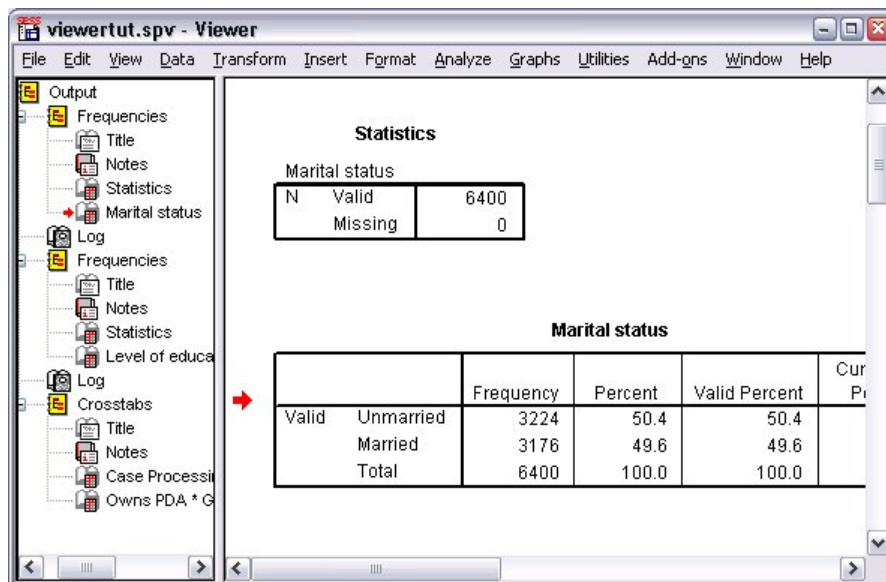 viewertut.spv - Viewer
File Edit View Data Transform Insert Format Analyze Graphs Utilities Add-ons Window Help
Output
Frequencies
Title
Notes
Statistics
Marital status
Log
Frequencies
Title
Notes
Statistics
Level of educa
Log
Crosstabs
Title
Notes
Case Processi
Owns PDA * G
Statistics
Marital status
N Valid 6400
Missing 0
Marital status
Frequency Percent Valid Percent Cu
Valid Unmarried 3224 50.4 50.4
Married 3176 49.6 49.6
Total 6400 100.0 100.0